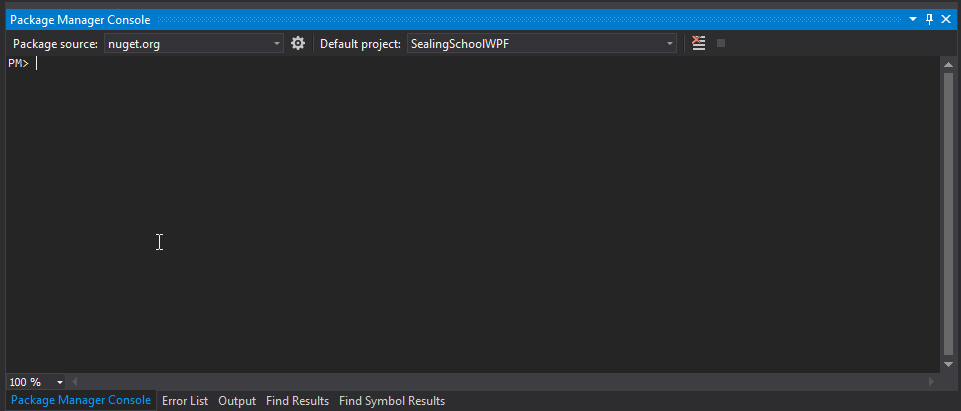 Package Manager Console
Package source: nuget.org Default project: SealingSchoolWPF
PM>
100 %
Package Manager Console Error List Output Find Results Find Symbol Results